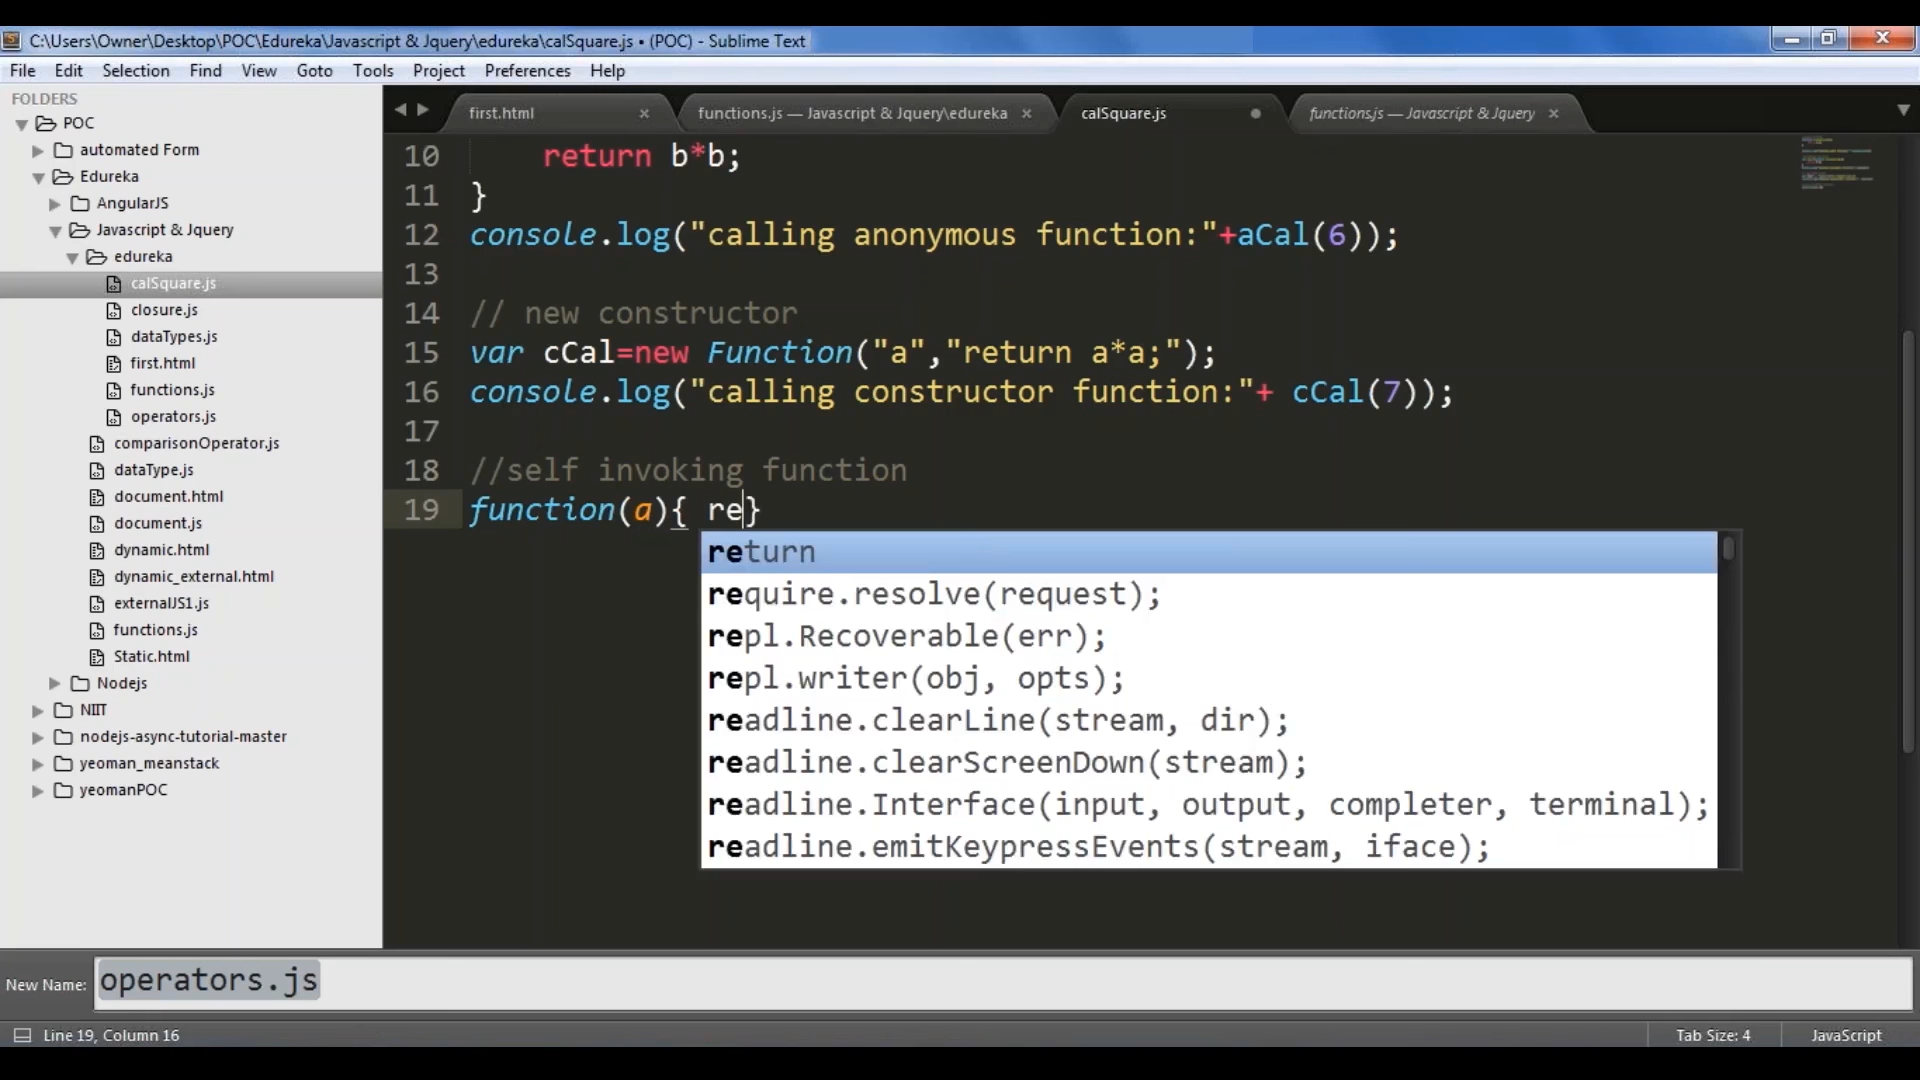 C:\Users\Owner\Desktop\POC\Edureka\Javascript & Jquery\edureka\calSquare.js • (POC) - Sublime Text
File Edit Selection Find View Goto Tools Project Preferences Help
FOLDERS
POC
automated Form
Edureka
AngularJS
Javascript & Jquery
edureka
calSquare.js
closure.js
dataTypes.js
first.html
functions.js
operators.js
comparisonOperator.js
dataType.js
document.html
document.js
dynamic.html
dynamic_external.html
externalJS1.js
functions.js
Static.html
Nodejs
NIIT
nodejs-async-tutorial-master
yeoman_meanstack
yeomanPOC
first.html × functions.js — Javascript & Jquery\edureka × calSquare.js • functions.js — Javascript & Jquery ×
10 return b*b;
11 }
12 console.log("calling anonymous function:"+aCal(6));
13
14 // new constructor
15 var cCal=new Function("a","return a*a;");
16 console.log("calling constructor function:"+ cCal(7));
17
18 //self invoking function
19 function(a){ re}
return
require.resolve(request);
repl.Recoverable(err);
repl.writer(obj, opts);
readline.clearLine(stream, dir);
readline.clearScreenDown(stream);
readline.Interface(input, output, completer, terminal);
readline.emitKeypressEvents(stream, iface);
New Name: operators.js
Line 19, Column 16 Tab Size: 4 JavaScript